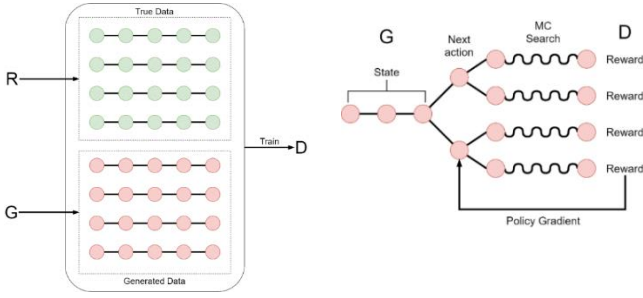 True Data
R
G
Generated Data
Train
D
G
State
Next
action
MC
Search
D
Reward
Reward
Reward
Reward
Policy Gradient